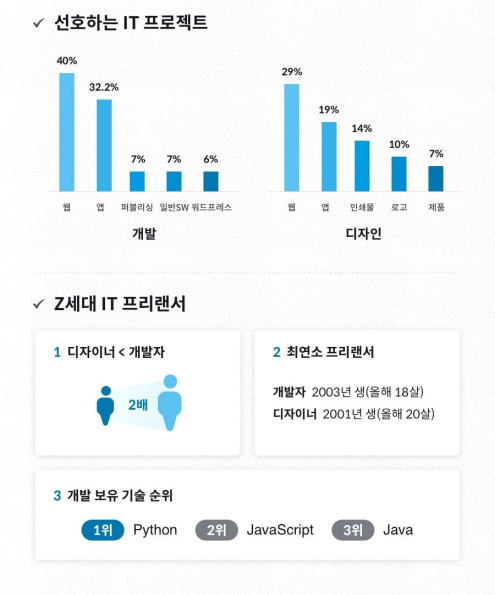 선호하는 IT 프로젝트
40%
32.2%
7%
7%
6%
웹
앱
퍼블리싱
일반SW
워드프레스
개발
29%
19%
14%
10%
7%
웹
앱
인쇄물
로고
제품
디자인
Z세대 IT 프리랜서
1 디자이너 < 개발자
2배
2 최연소 프리랜서
개발자 2003년 생(올해 18살)
디자이너 2001년 생(올해 20살)
3 개발 보유 기술 순위
1위 Python 2위 JavaScript 3위 Java